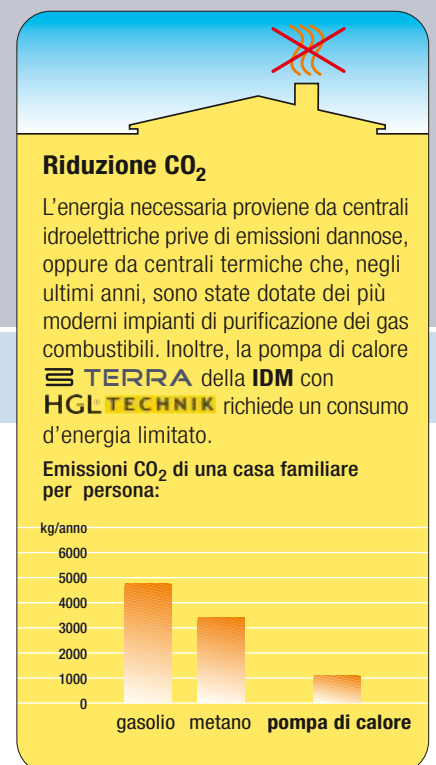 Riduzione CO₂
L'energia necessaria proviene da centrali
idroelettriche prive di emissioni dannose,
oppure da centrali termiche che, negli
ultimi anni, sono state dotate dei più
moderni impianti di purificazione dei gas
combustibili. Inoltre, la pompa di calore
TERRA della IDM con
HGL® TECHNIK richiede un consumo
d'energia limitato.
Emissioni CO₂ di una casa familiare
per persona:
kg/anno
6000
5000
4000
3000
2000
1000
0
gasolio metano pompa di calore